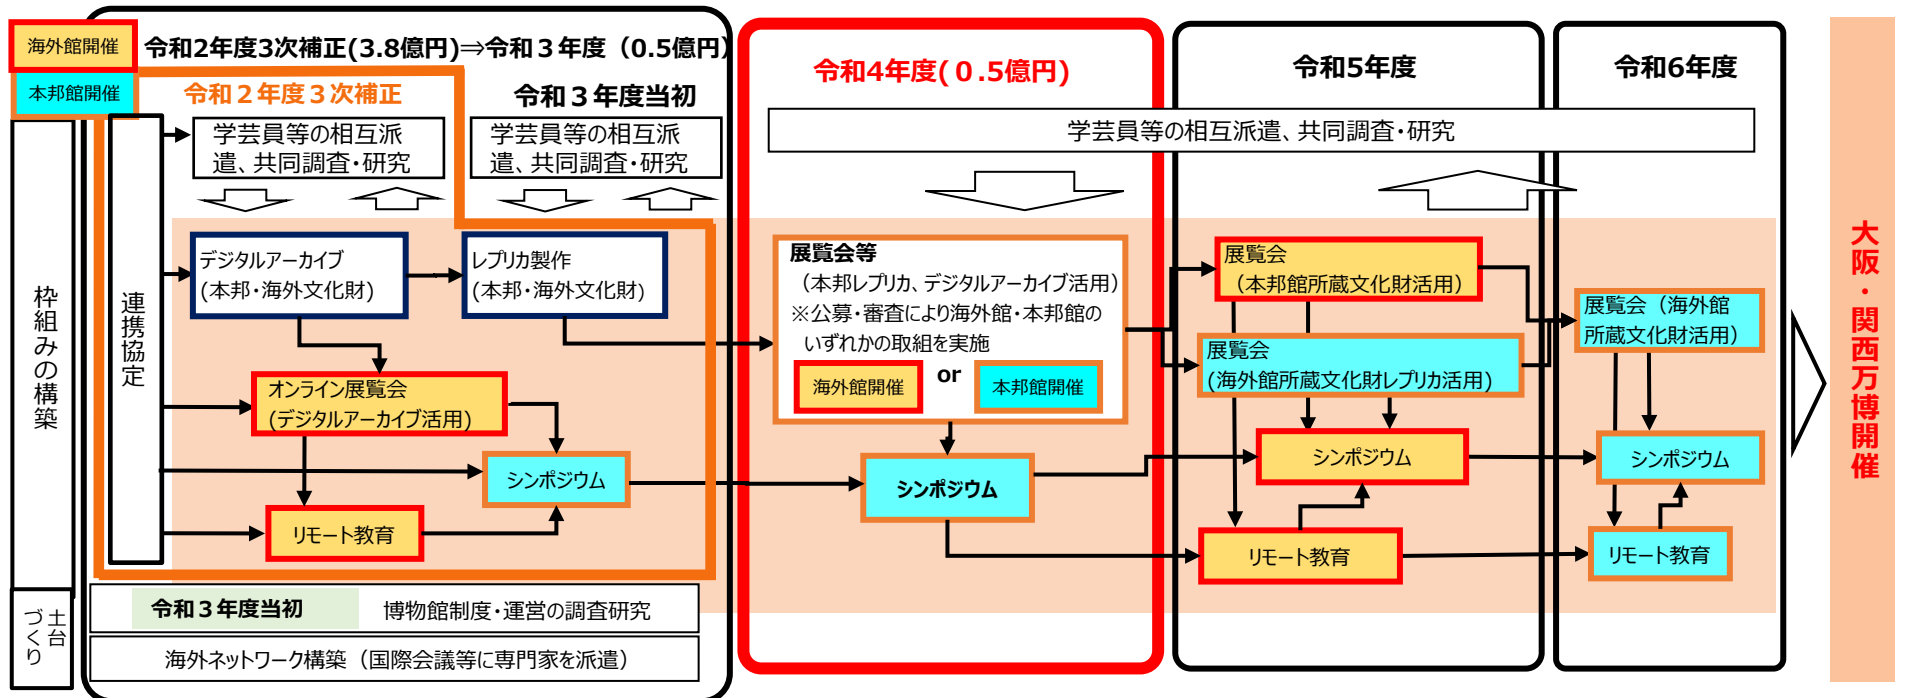 海外館開催
本邦館開催
枠組みの構築
土台
づくり
令和2年度3次補正(3.8億円)⇒令和３年度（0.5億円）
令和２年度３次補正
令和３年度当初
連携協定
学芸員等の相互派
遣、共同調査・研究
学芸員等の相互派
遣、共同調査・研究
デジタルアーカイブ
(本邦・海外文化財)
レプリカ製作
(本邦・海外文化財)
オンライン展覧会
(デジタルアーカイブ活用)
シンポジウム
リモート教育
令和３年度当初
博物館制度・運営の調査研究
海外ネットワーク構築（国際会議等に専門家を派遣）
令和4年度(０.5億円)
令和5年度
令和6年度
学芸員等の相互派遣、共同調査・研究
展覧会等
（本邦レプリカ、デジタルアーカイブ活用）
※公募・審査により海外館・本邦館の
いずれかの取組を実施
海外館開催
or
本邦館開催
シンポジウム
展覧会
（本邦館所蔵文化財活用）
展覧会
(海外館所蔵文化財レプリカ活用)
シンポジウム
リモート教育
展覧会（海外館
所蔵文化財活用）
シンポジウム
リモート教育
大阪・関西万博開催